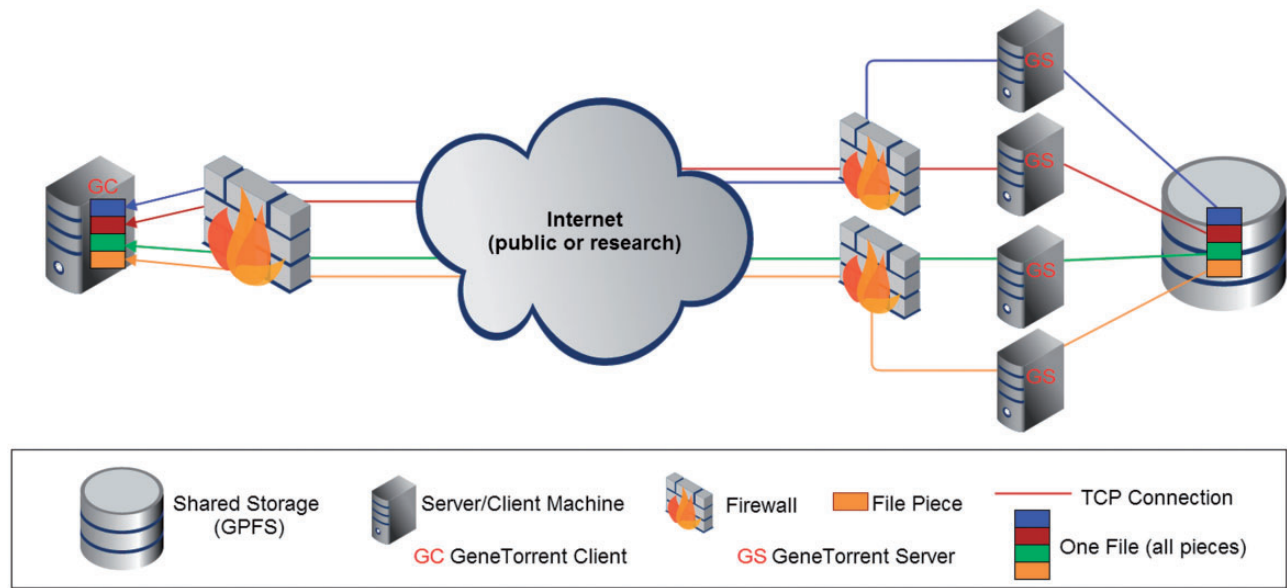 GS
GS
GC
Internet
(public or research)
GS
GS
Shared Storage
(GPFS)
Server/Client Machine
GC GeneTorrent Client
Firewall
File Piece
GS GeneTorrent Server
TCP Connection
One File (all pieces)